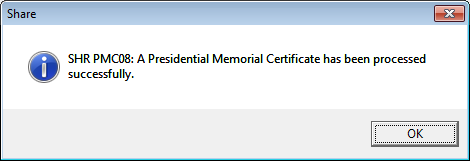 Share
SHR PMC08: A Presidential Memorial Certificate has been processed
successfully.
OK